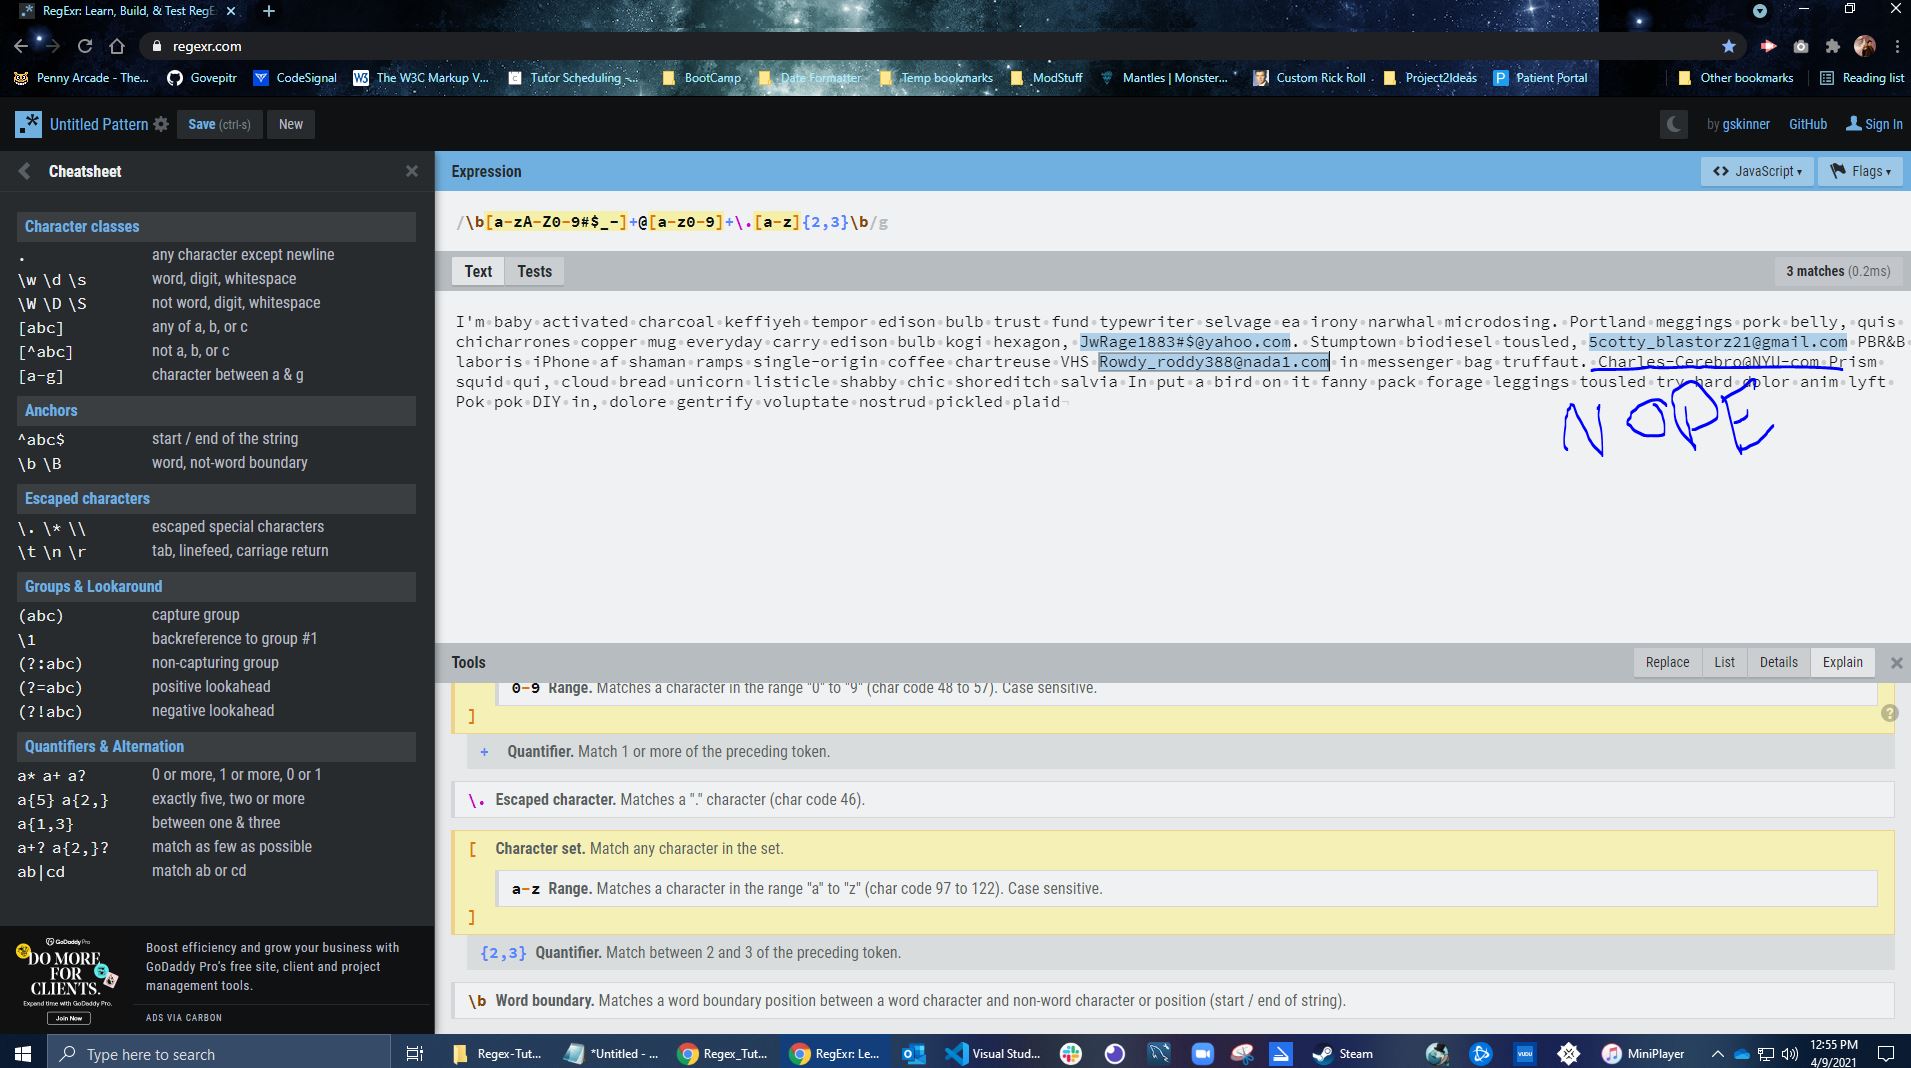 RegExr: Learn, Build, & Test RegE
regexr.com
Penny Arcade - The...
Govepitr
CodeSignal
The W3C Markup V...
Tutor Scheduling -...
BootCamp
Date Formatter
Temp bookmarks
ModStuff
Mantles | Monster...
Custom Rick Roll
Project2Ideas
Patient Portal
Other bookmarks
Reading list
Untitled Pattern
Save (ctrl-s)
New
by gskinner
GitHub
Sign In
Cheatsheet
Character classes
. any character except newline
\w \d \s word, digit, whitespace
\W \D \S not word, digit, whitespace
[abc] any of a, b, or c
[^abc] not a, b, or c
[a-g] character between a & g
Anchors
^abc$ start / end of the string
\b \B word, not-word boundary
Escaped characters
\. \* \\ escaped special characters
\t \n \r tab, linefeed, carriage return
Groups & Lookaround
(abc) capture group
\1 backreference to group #1
(?:abc) non-capturing group
(?=abc) positive lookahead
(?!abc) negative lookahead
Quantifiers & Alternation
a* a+ a? 0 or more, 1 or more, 0 or 1
a{5} a{2,} exactly five, two or more
a{1,3} between one & three
a+? a{2,}? match as few as possible
ab|cd match ab or cd
GoDaddy Pro
DO MORE
FOR
CLIENTS.
Expand time with GoDaddy Pro.
Join Now
Boost efficiency and grow your business with
GoDaddy Pro's free site, client and project
management tools.
ADS VIA CARBON
Expression
<> JavaScript
Flags
/\b[a-zA-Z0-9#$_-]+@[a-z0-9]+\.[a-z]{2,3}\b/g
Text
Tests
3 matches (0.2ms)
I'm baby activated charcoal keffiyeh tempor edison bulb trust fund typewriter selvage ea irony narwhal microdosing. Portland meggings pork belly, quis
chicharrones copper mug everyday carry edison bulb kogi hexagon, JwRage1883#$@yahoo.com. Stumptown biodiesel tousled, 5cotty_blastorz21@gmail.com PBR&B
laboris iPhone af shaman ramps single-origin coffee chartreuse VHS Rowdy_roddy388@nada1.com in messenger bag truffaut. Charles-Cerebro@NYU-com Prism
squid qui, cloud bread unicorn listicle shabby chic shoreditch salvia In put a bird on it fanny pack forage leggings tousled try hard dolor anim lyft
Pok pok DIY in, dolore gentrify voluptate nostrud pickled plaid
NOPE
Tools
Replace
List
Details
Explain
0-9 Range. Matches a character in the range "0" to "9" (char code 48 to 57). Case sensitive.
]
+ Quantifier. Match 1 or more of the preceding token.
\. Escaped character. Matches a "." character (char code 46).
[ Character set. Match any character in the set.
a-z Range. Matches a character in the range "a" to "z" (char code 97 to 122). Case sensitive.
]
{2,3} Quantifier. Match between 2 and 3 of the preceding token.
\b Word boundary. Matches a word boundary position between a word character and non-word character or position (start / end of string).
Type here to search
Regex-Tut...
*Untitled - ...
Regex_Tut...
RegExr: Le...
Visual Stud...
Steam
VUDU
MiniPlayer
12:55 PM
4/9/2021